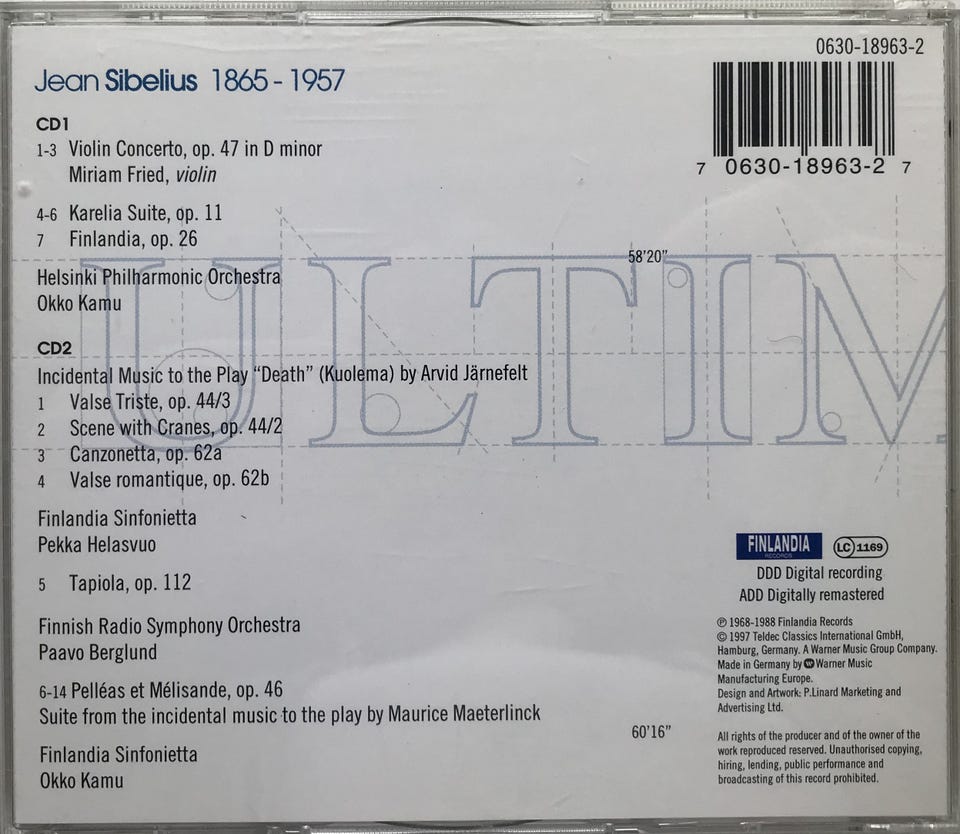 0630-18963-2
Jean Sibelius 1865 - 1957
7 0630-18963-2 7
CD1
1-3 Violin Concerto, op. 47 in D minor
Miriam Fried, violin
4-6 Karelia Suite, op. 11
7 Finlandia, op. 26
58'20"
Helsinki Philharmonic Orchestra
Okko Kamu
ULTIM
CD2
Incidental Music to the Play “Death” (Kuolema) by Arvid Järnefelt
1 Valse Triste, op. 44/3
2 Scene with Cranes, op. 44/2
3 Canzonetta, op. 62a
4 Valse romantique, op. 62b
Finlandia Sinfonietta
Pekka Helasvuo
5 Tapiola, op. 112
Finnish Radio Symphony Orchestra
Paavo Berglund
6-14 Pelléas et Mélisande, op. 46
Suite from the incidental music to the play by Maurice Maeterlinck
60'16"
Finlandia Sinfonietta
Okko Kamu
FINLANDIA
RECORDS
LC 1169
DDD Digital recording
ADD Digitally remastered
℗ 1968-1988 Finlandia Records
© 1997 Teldec Classics International GmbH,
Hamburg, Germany. A Warner Music Group Company.
Made in Germany by Warner Music
Manufacturing Europe.
Design and Artwork: P.Linard Marketing and
Advertising Ltd.
All rights of the producer and of the owner of the
work reproduced reserved. Unauthorised copying,
hiring, lending, public performance and
broadcasting of this record prohibited.